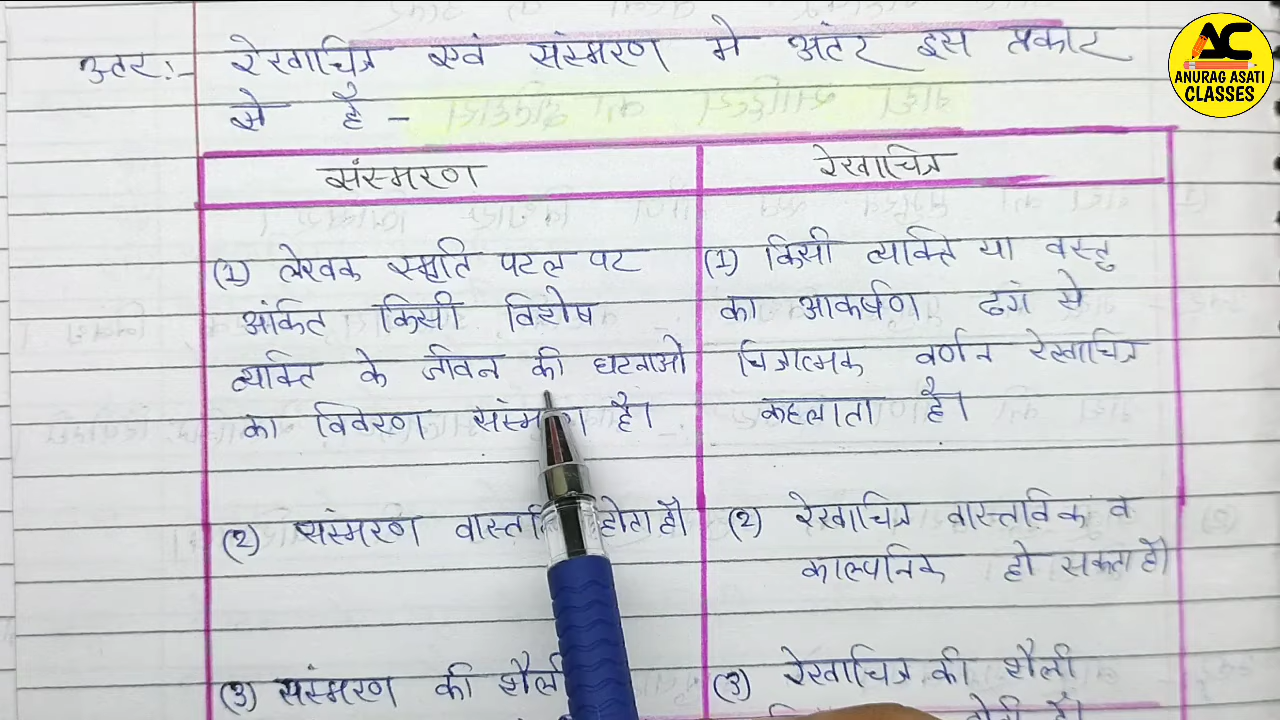 उत्तर:- रेखाचित्र एवं संस्मरण में अंतर इस प्रकार
से है -
संस्मरण
रेखाचित्र
(1) लेखक स्मृति पटल पर
अंकित किसी विशेष
व्यक्ति के जीवन की घटनाओ
का विवरण है।
(1) किसी व्यक्ति या वस्तु
का आकर्षण ढंग से
चित्रात्मक वर्णन रेखाचित्र
कहलाता है।
(2) संस्मरण होता है।
(2) रेखाचित्र वास्तविक व
काल्पनिक हो सकता है।
(3) संस्मरण की
(3) रेखाचित्र की शैली
AC
ANURAG ASATI
CLASSES